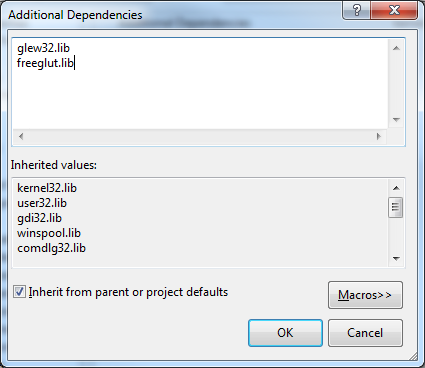 Additional Dependencies
glew32.lib
freeglut.lib
Inherited values:
kernel32.lib
user32.lib
gdi32.lib
winspool.lib
comdlg32.lib
Inherit from parent or project defaults
Macros>>
OK
Cancel